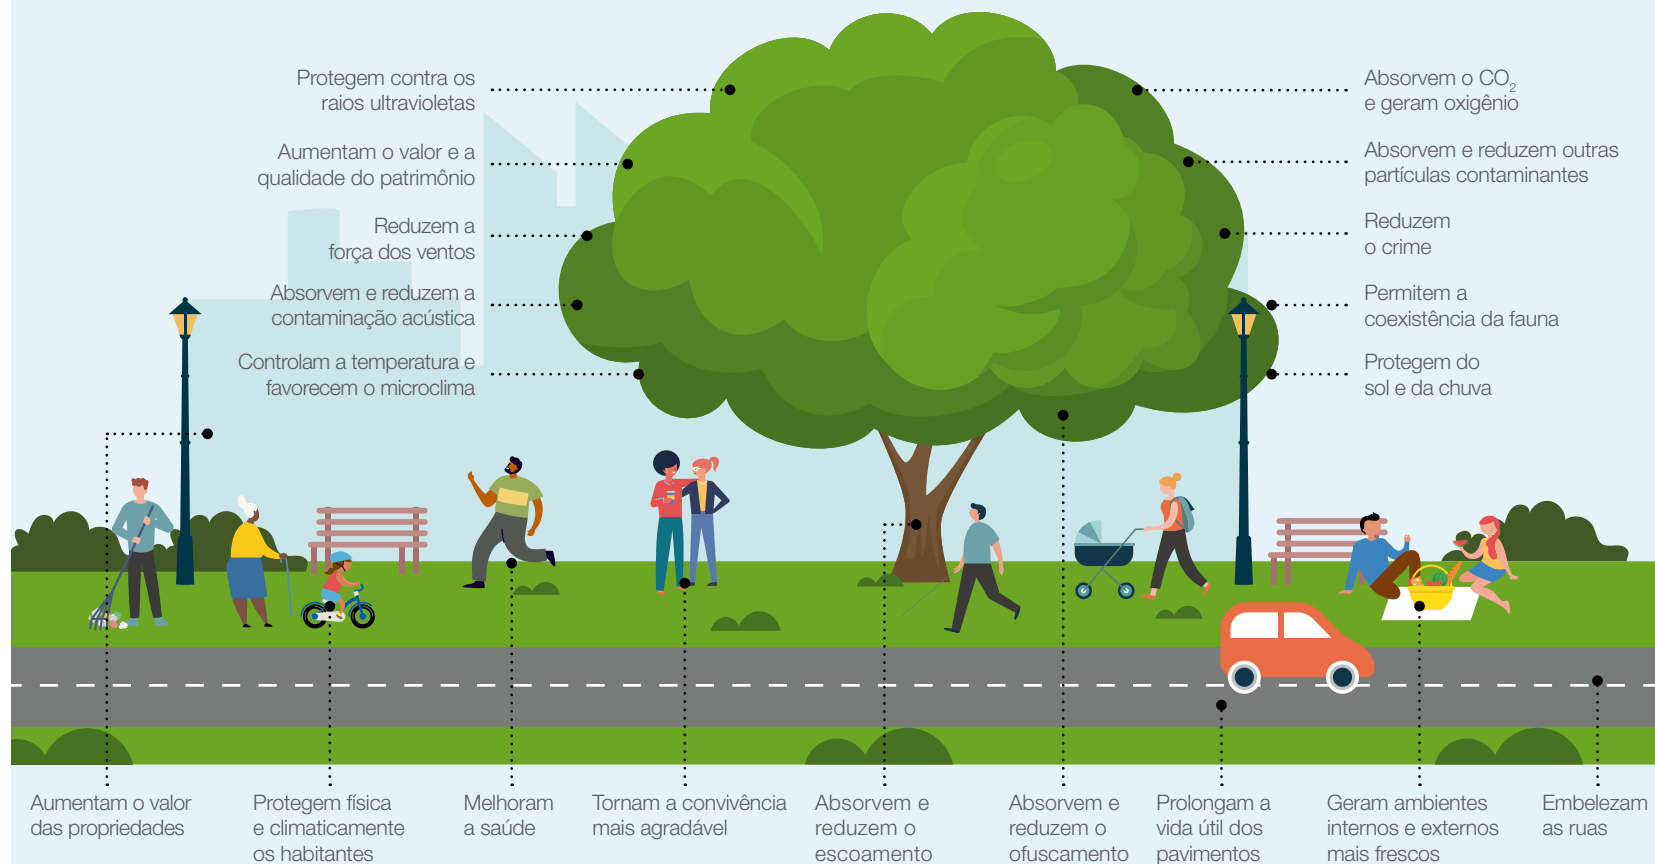 Protegem contra os
raios ultravioletas
Aumentam o valor e a
qualidade do patrimônio
Reduzem a
força dos ventos
Absorvem e reduzem a
contaminação acústica
Controlam a temperatura e
favorecem o microclima
Absorvem o CO₂
e geram oxigênio
Absorvem e reduzem outras
partículas contaminantes
Reduzem
o crime
Permitem a
coexistência da fauna
Protegem do
sol e da chuva
Aumentam o valor
das propriedades
Protegem física
e climaticamente
os habitantes
Melhoram
a saúde
Tornam a convivência
mais agradável
Absorvem e
reduzem o
escoamento
Absorvem e
reduzem o
ofuscamento
Prolongam a
vida útil dos
pavimentos
Geram ambientes
internos e externos
mais frescos
Embelezam
as ruas